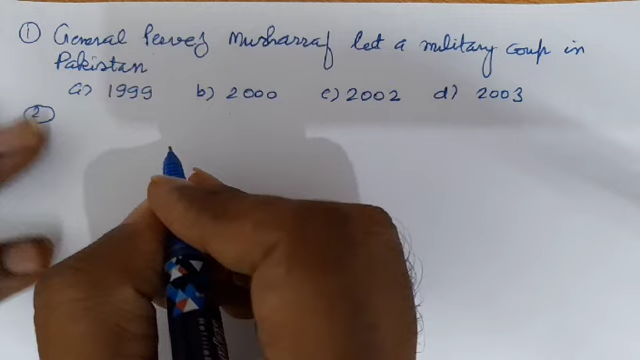 ① General Pervez Musharraf led a military coup in
Pakistan
a) 1999 b) 2000 c) 2002 d) 2003
②